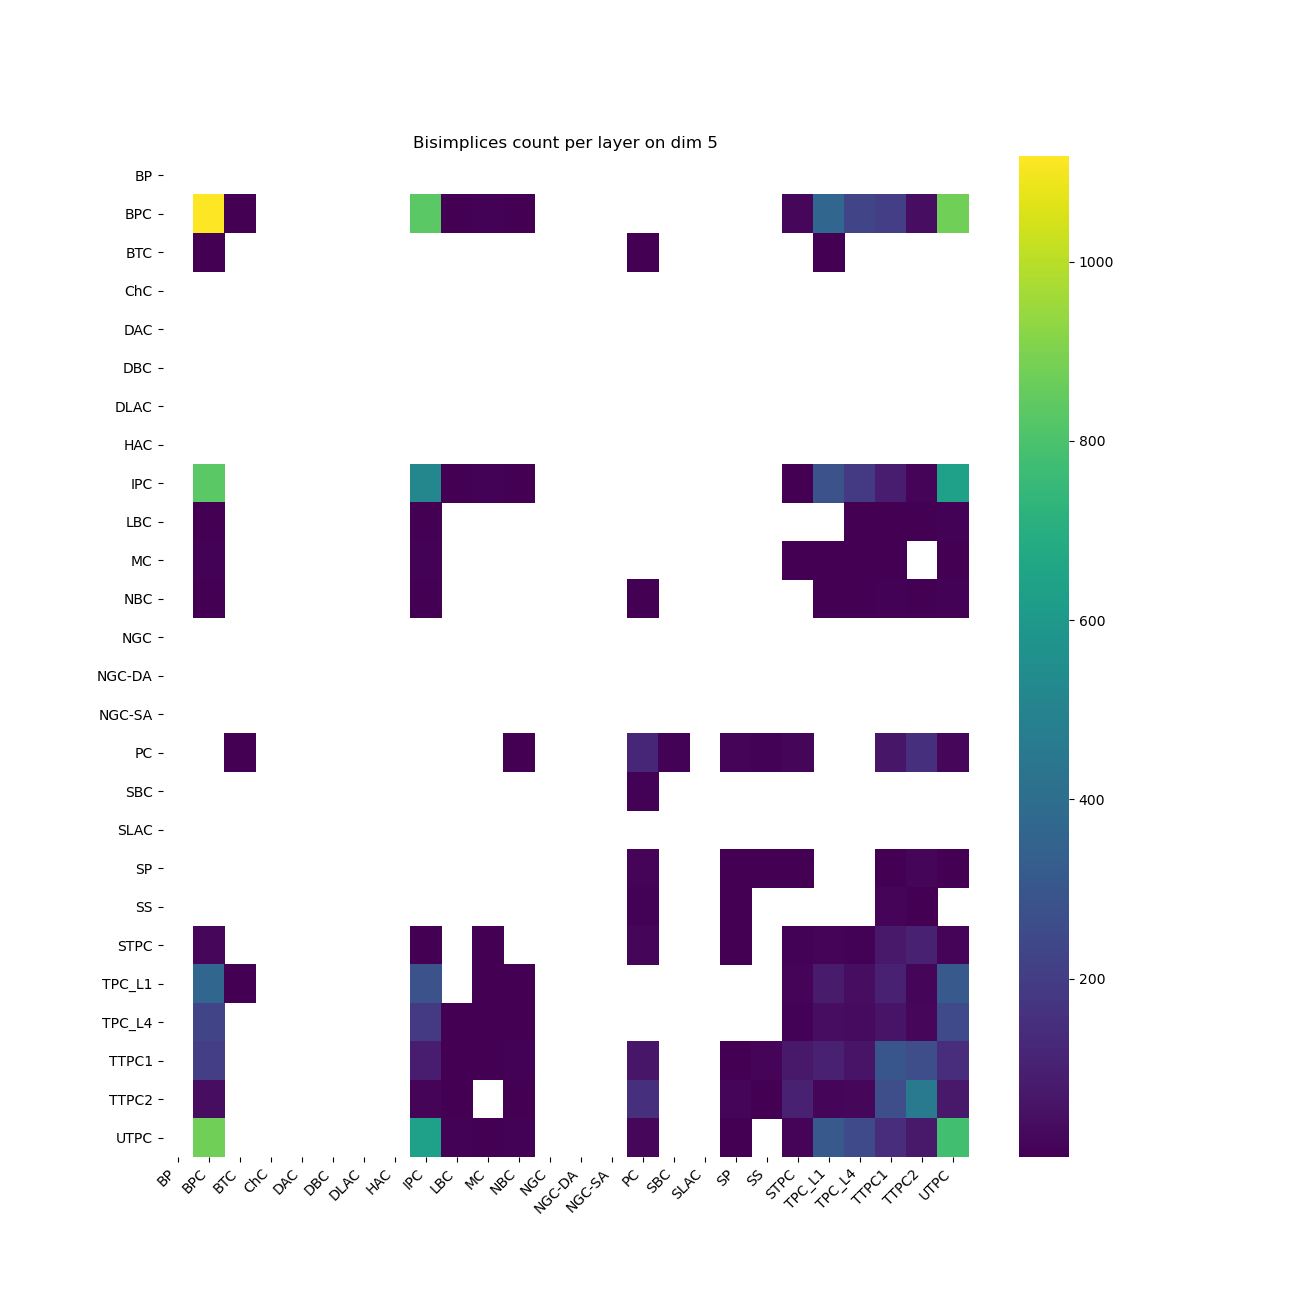 Bisimplices count per layer on dim 5
BP
BPC
BTC
ChC
DAC
DBC
DLAC
HAC
IPC
LBC
MC
NBC
NGC
NGC-DA
NGC-SA
PC
SBC
SLAC
SP
SS
STPC
TPC_L1
TPC_L4
TTPC1
TTPC2
UTPC
BP
BPC
BTC
ChC
DAC
DBC
DLAC
HAC
IPC
LBC
MC
NBC
NGC
NGC-DA
NGC-SA
PC
SBC
SLAC
SP
SS
STPC
TPC_L1
TPC_L4
TTPC1
TTPC2
UTPC
1000
800
600
400
200